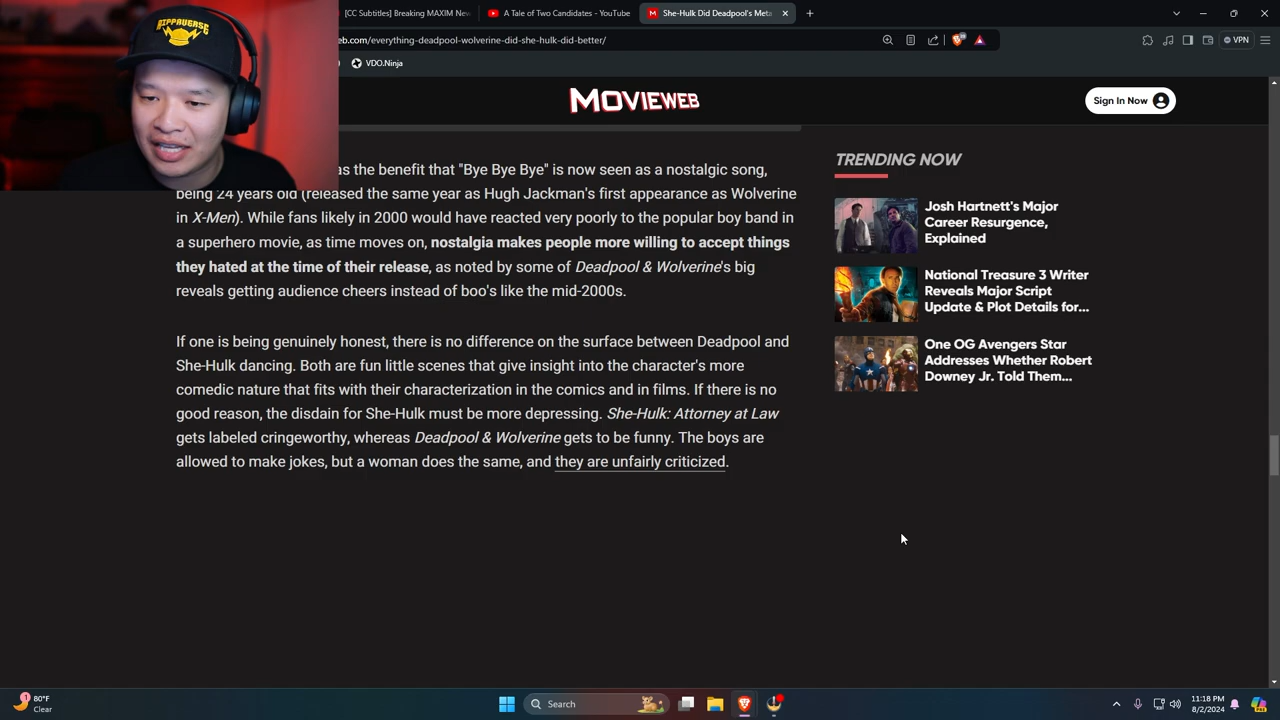 [CC Subtitles] Breaking MAXIM New
A Tale of Two Candidates - YouTube
She-Hulk Did Deadpool's Meta
eb.com/everything-deadpool-wolverine-did-she-hulk-did-better/
VPN
VDO.Ninja
RIPPAVERSE
MOVIEWEB
Sign In Now
as the benefit that "Bye Bye Bye" is now seen as a nostalgic song,
being 24 years old (released the same year as Hugh Jackman's first appearance as Wolverine
in X-Men). While fans likely in 2000 would have reacted very poorly to the popular boy band in
a superhero movie, as time moves on, nostalgia makes people more willing to accept things
they hated at the time of their release, as noted by some of Deadpool & Wolverine's big
reveals getting audience cheers instead of boo's like the mid-2000s.
If one is being genuinely honest, there is no difference on the surface between Deadpool and
She-Hulk dancing. Both are fun little scenes that give insight into the character's more
comedic nature that fits with their characterization in the comics and in films. If there is no
good reason, the disdain for She-Hulk must be more depressing. She-Hulk: Attorney at Law
gets labeled cringeworthy, whereas Deadpool & Wolverine gets to be funny. The boys are
allowed to make jokes, but a woman does the same, and they are unfairly criticized.
TRENDING NOW
Josh Hartnett's Major
Career Resurgence,
Explained
National Treasure 3 Writer
Reveals Major Script
Update & Plot Details for...
One OG Avengers Star
Addresses Whether Robert
Downey Jr. Told Them...
80°F
Clear
Search
11:18 PM
8/2/2024